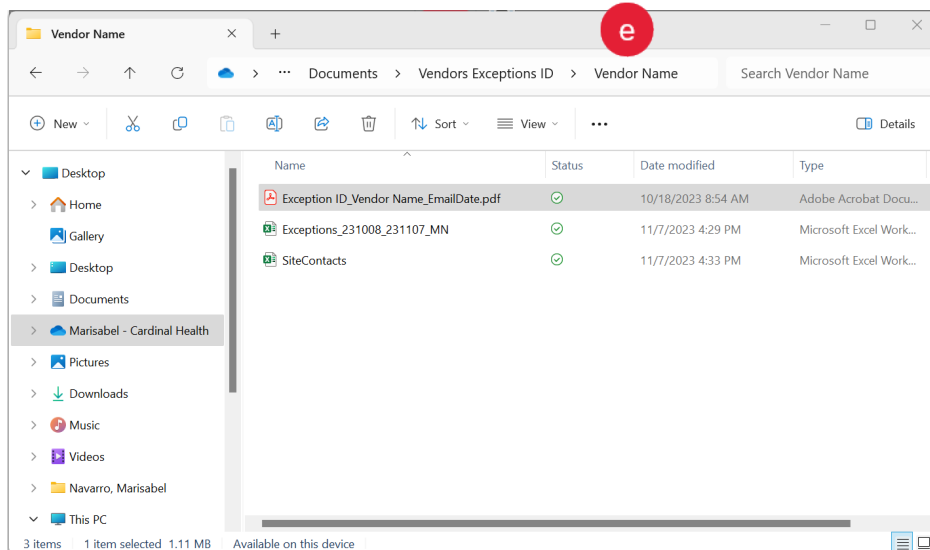 Vendor Name
e
Documents > Vendors Exceptions ID > Vendor Name
Search Vendor Name
New
Sort
View
Details
Name Status Date modified Type
Exception ID_Vendor Name_EmailDate.pdf 10/18/2023 8:54 AM Adobe Acrobat Docu...
Exceptions_231008_231107_MN 11/7/2023 4:29 PM Microsoft Excel Work...
SiteContacts 11/7/2023 4:33 PM Microsoft Excel Work...
Desktop
Home
Gallery
Desktop
Documents
Marisabel - Cardinal Health
Pictures
Downloads
Music
Videos
Navarro, Marisabel
This PC
3 items 1 item selected 1.11 MB Available on this device